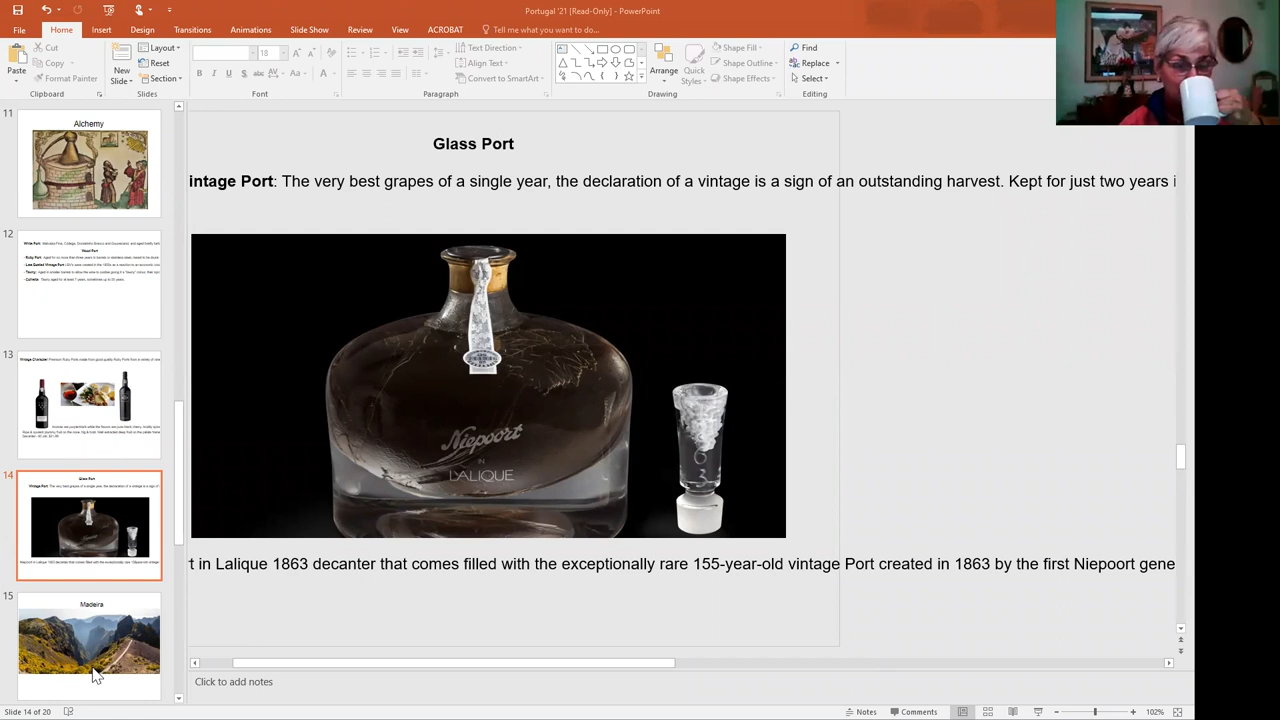 Portugal '21 [Read-Only] - PowerPoint
File Home Insert Design Transitions Animations Slide Show Review View ACROBAT Tell me what you want to do
Paste
Cut
Copy
Format Painter
Clipboard
New
Slide
Layout
Reset
Section
Slides
18
Font
Text Direction
Align Text
Convert to SmartArt
Paragraph
Arrange
Quick
Styles
Shape Fill
Shape Outline
Shape Effects
Drawing
Find
Replace
Select
Editing
11
Alchemy
12
Wood Port
13
14
Glass Port
15
Madeira
Glass Port
intage Port: The very best grapes of a single year, the declaration of a vintage is a sign of an outstanding harvest. Kept for just two years i
Niepoort
IN
LALIQUE
t in Lalique 1863 decanter that comes filled with the exceptionally rare 155-year-old vintage Port created in 1863 by the first Niepoort gene
Click to add notes
Slide 14 of 20
Notes Comments 102%